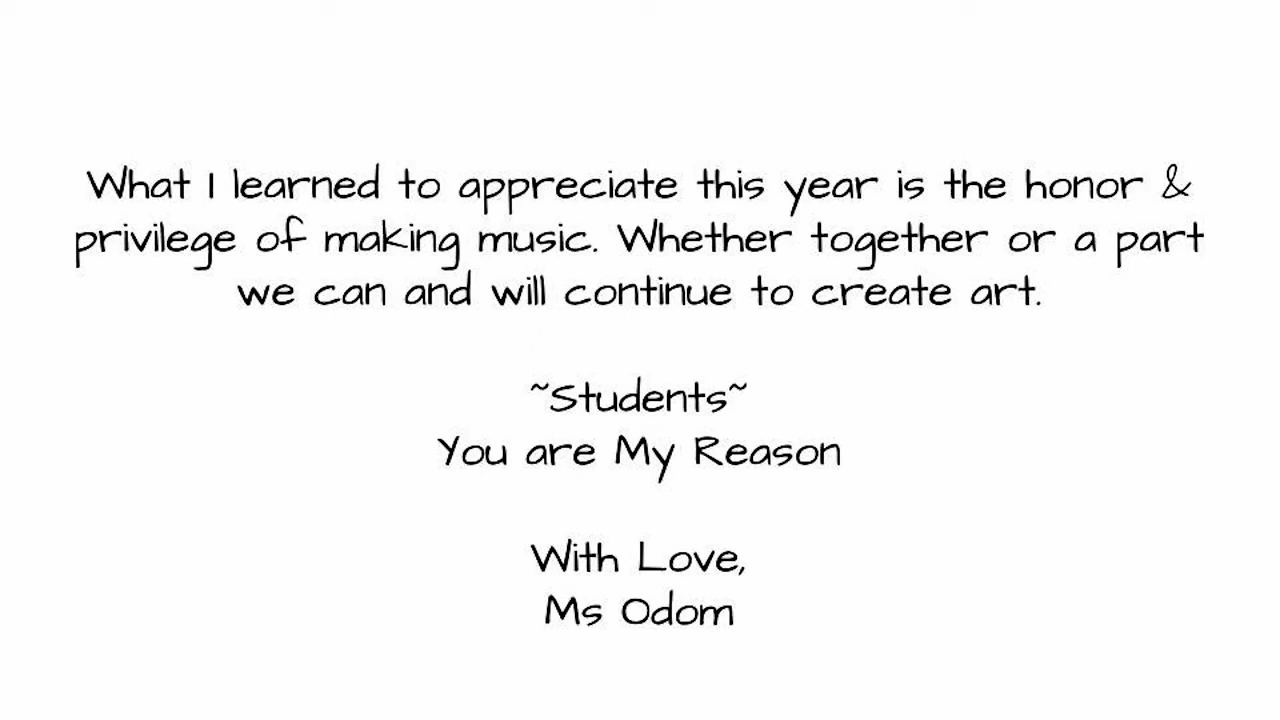 What I learned to appreciate this year is the honor &
privilege of making music. Whether together or a part
we can and will continue to create art.
~Students~
You are My Reason
With Love,
Ms Odom